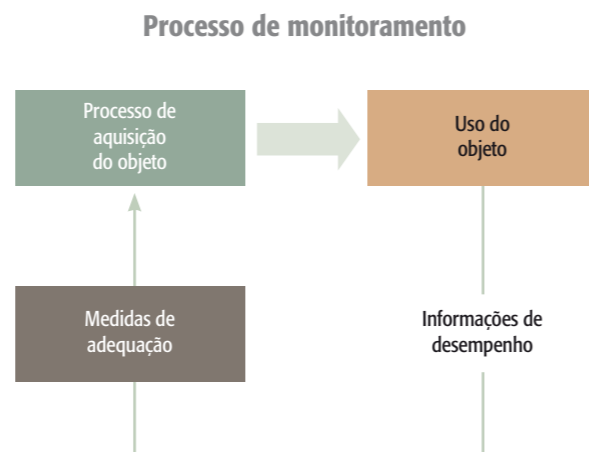 Processo de monitoramento
Processo de
aquisição
do objeto
Uso do
objeto
Medidas de
adequação
Informações de
desempenho